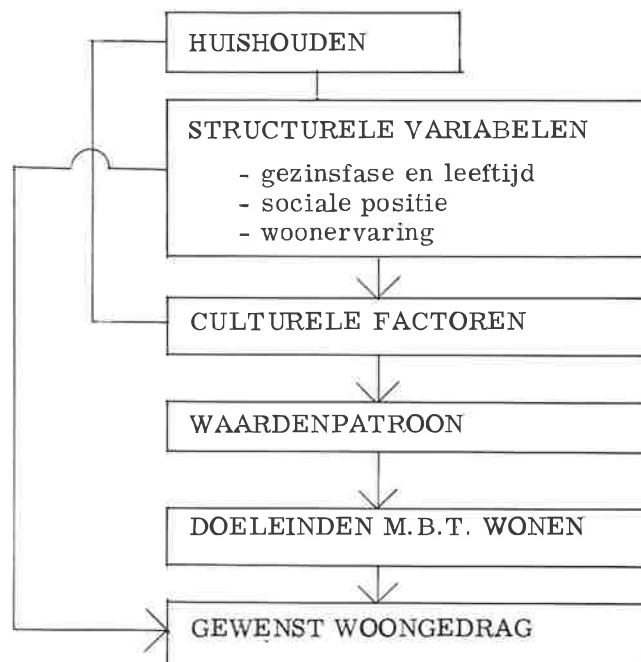 HUISHOUDEN
STRUCTURELE VARIABELEN
- gezinsfase en leeftijd
- sociale positie
- woonervaring
CULTURELE FACTOREN
WAARDENPATROON
DOELEINDEN M.B.T. WONEN
GEWENST WOONGEDRAG